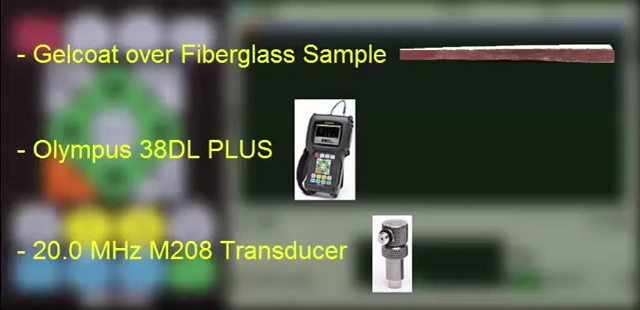 - Gelcoat over Fiberglass Sample
- Olympus 38DL PLUS
- 20.0 MHz M208 Transducer